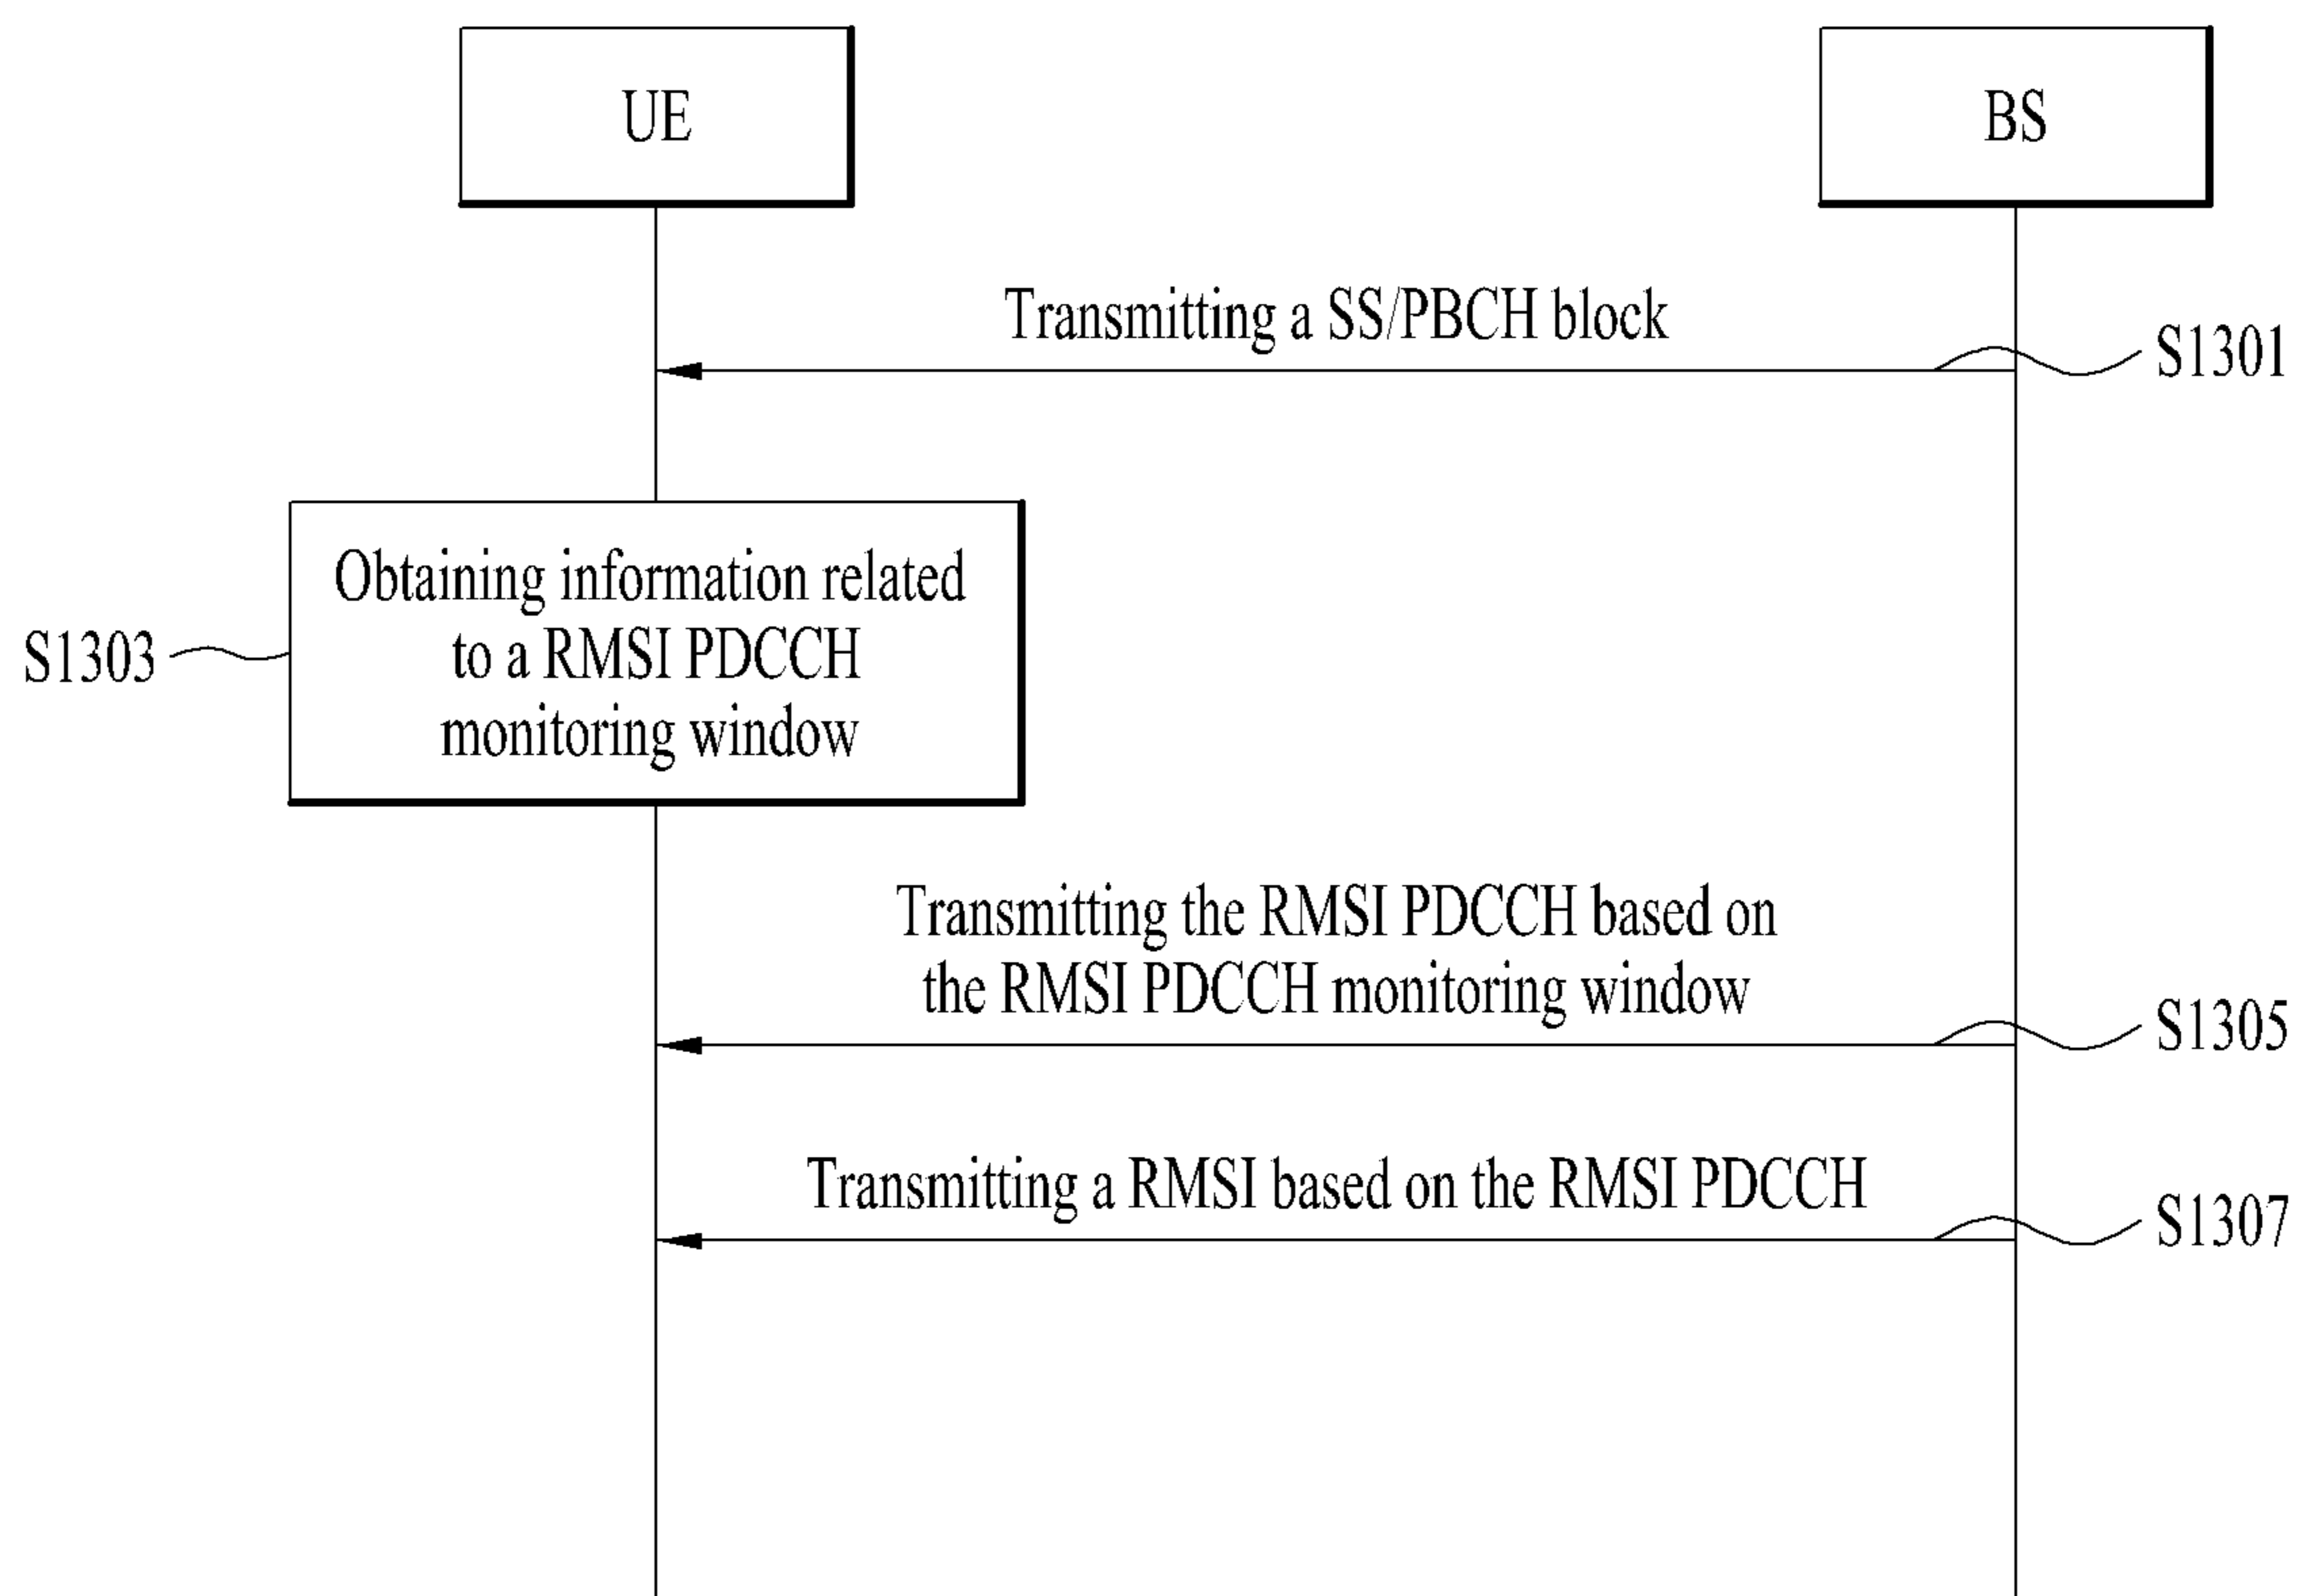 UE
BS
Transmitting a SS/PBCH block
S1301
Obtaining information related
to a RMSI PDCCH
monitoring window
S1303
Transmitting the RMSI PDCCH based on
the RMSI PDCCH monitoring window
S1305
Transmitting a RMSI based on the RMSI PDCCH
S1307